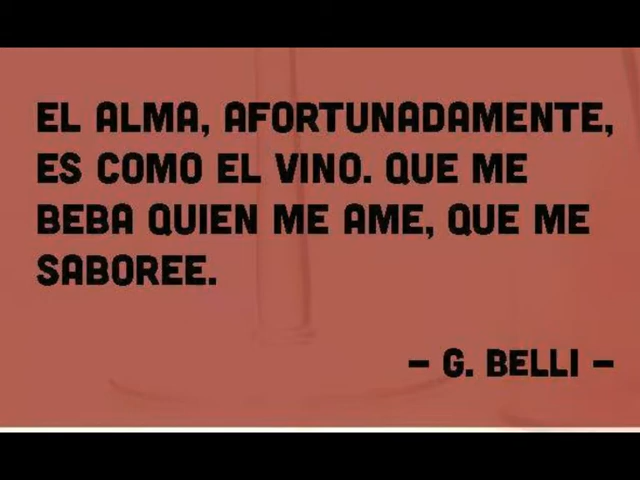 EL ALMA, AFORTUNADAMENTE,
ES COMO EL VINO. QUE ME
BEBA QUIEN ME AME, QUE ME
SABOREE.
– G. BELLI –